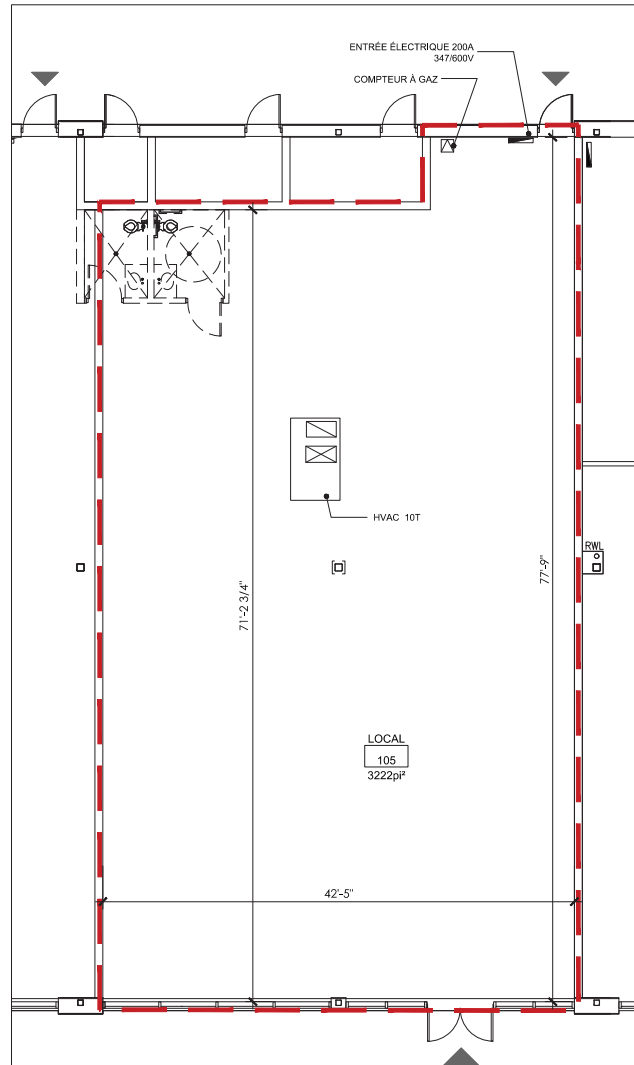 ENTRÉE ÉLECTRIQUE 200A
347/600V
COMPTEUR À GAZ
HVAC 10T
RWL
71'-2 3/4"
77'-9"
LOCAL
105
3222pi²
42'-5"